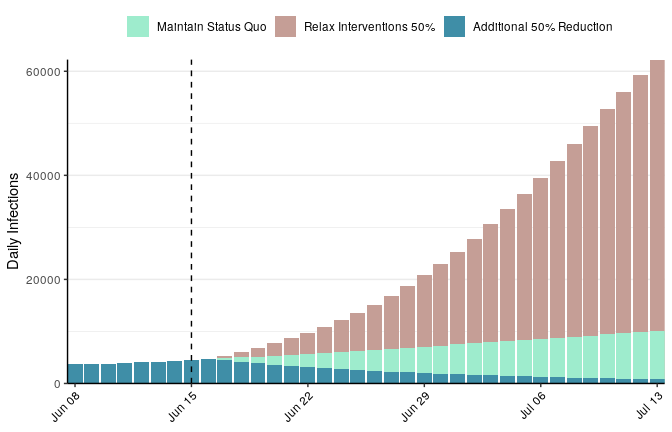 Maintain Status Quo Relax Interventions 50% Additional 50% Reduction
60000
40000
20000
0
Daily Infections
Jun 08 Jun 15 Jun 22 Jun 29 Jul 06 Jul 13